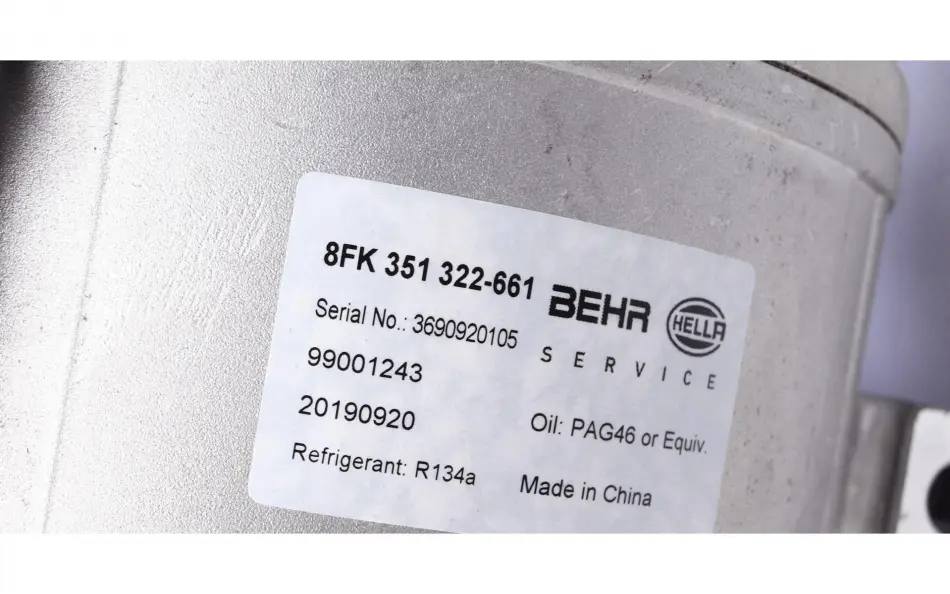 8FK 351 322-661
Serial No.: 3690920105
99001243
20190920
Refrigerant: R134a
BEHR HELLA
SERVICE
Oil: PAG46 or Equiv.
Made in China